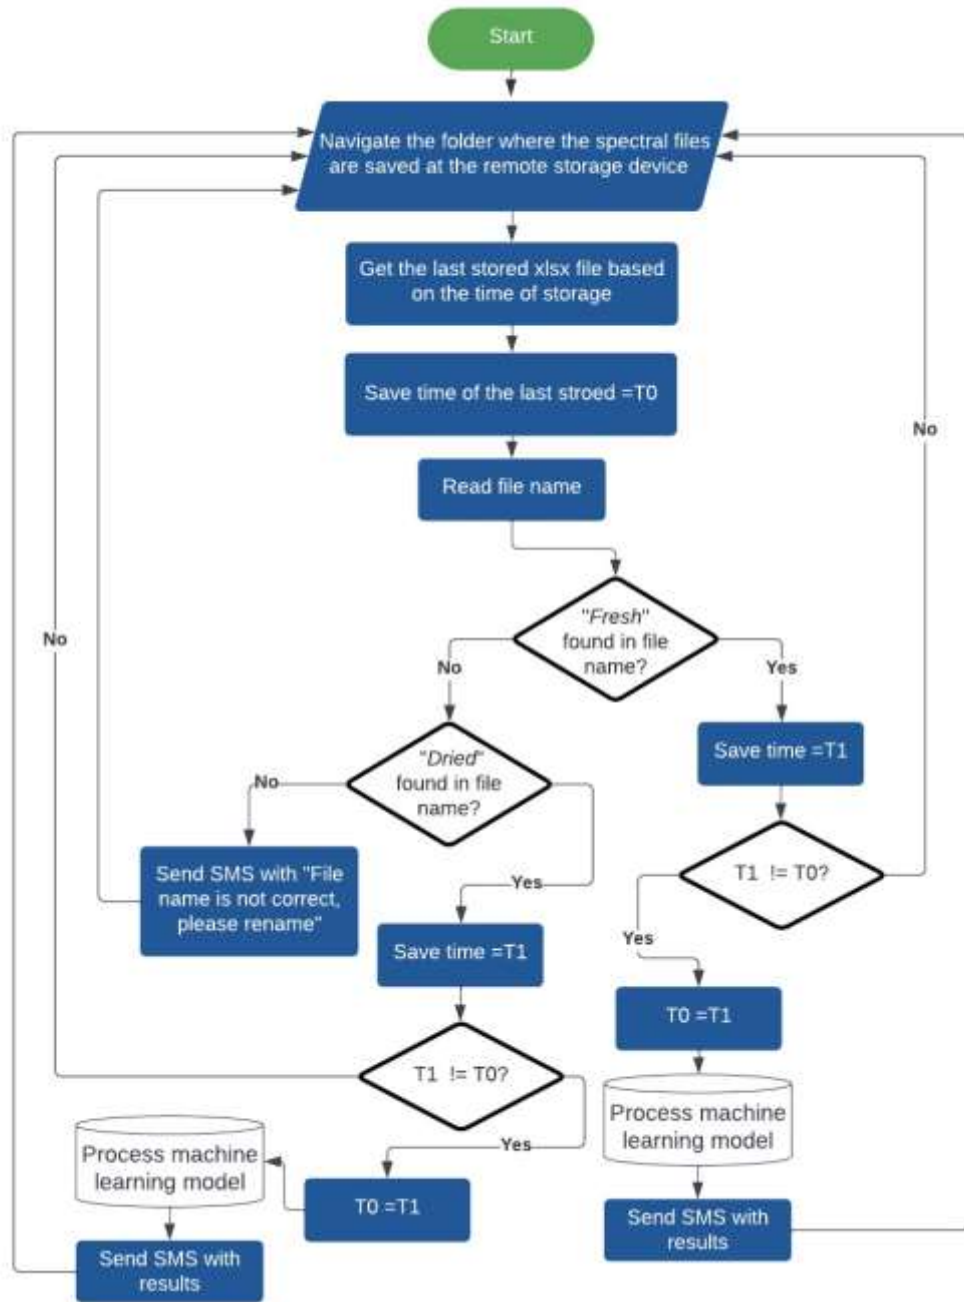 Start
Navigate the folder where the spectral files
are saved at the remote storage device
Get the last stored xlsx file based
on the time of storage
Save time of the last stroed =T0
No
Read file name
"Fresh"
found in file
name?
No
No
Yes
"Dried"
found in file
name?
Save time =T1
No
Send SMS with "File
name is not correct,
please rename"
T1 != T0?
Yes
Save time =T1
Yes
T0 =T1
T1 != T0?
Process machine
learning model
Yes
Process machine
learning model
T0 =T1
Send SMS with
results
Send SMS with
results